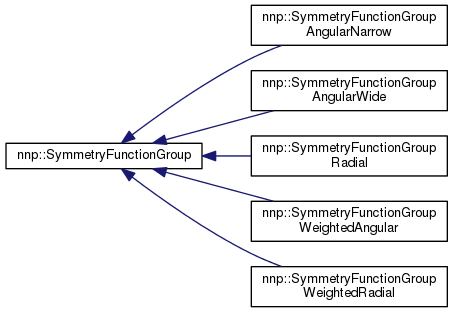 nnp::SymmetryFunctionGroup
AngularNarrow
nnp::SymmetryFunctionGroup
AngularWide
nnp::SymmetryFunctionGroup
nnp::SymmetryFunctionGroup
Radial
nnp::SymmetryFunctionGroup
WeightedAngular
nnp::SymmetryFunctionGroup
WeightedRadial